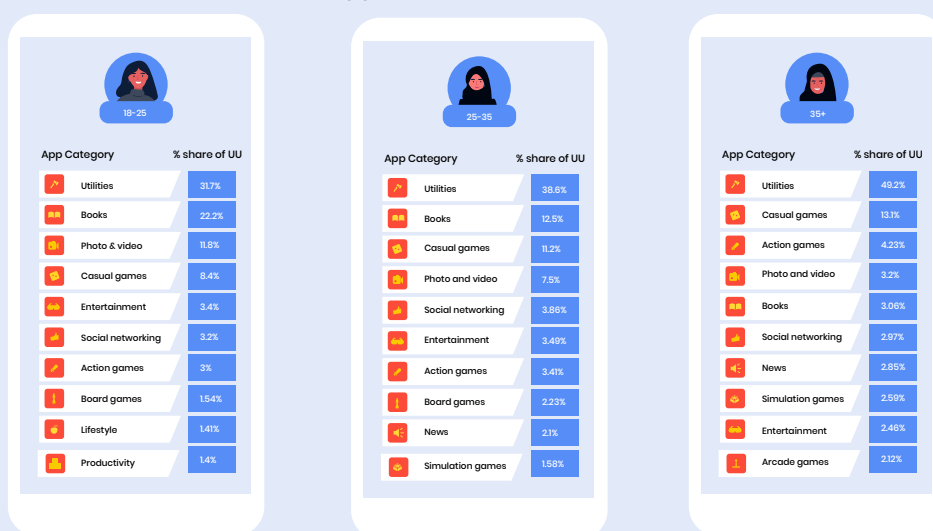 18-25
App Category % share of UU
Utilities 31.7%
Books 22.2%
Photo & video 11.8%
Casual games 8.4%
Entertainment 3.4%
Social networking 3.2%
Action games 3%
Board games 1.54%
Lifestyle 1.41%
Productivity 1.4%
25-35
App Category % share of UU
Utilities 38.6%
Books 12.5%
Casual games 11.2%
Photo and video 7.5%
Social networking 3.86%
Entertainment 3.49%
Action games 3.41%
Board games 2.23%
News 2.1%
Simulation games 1.58%
35+
App Category % share of UU
Utilities 49.2%
Casual games 13.1%
Action games 4.23%
Photo and video 3.2%
Books 3.06%
Social networking 2.97%
News 2.85%
Simulation games 2.59%
Entertainment 2.46%
Arcade games 2.12%